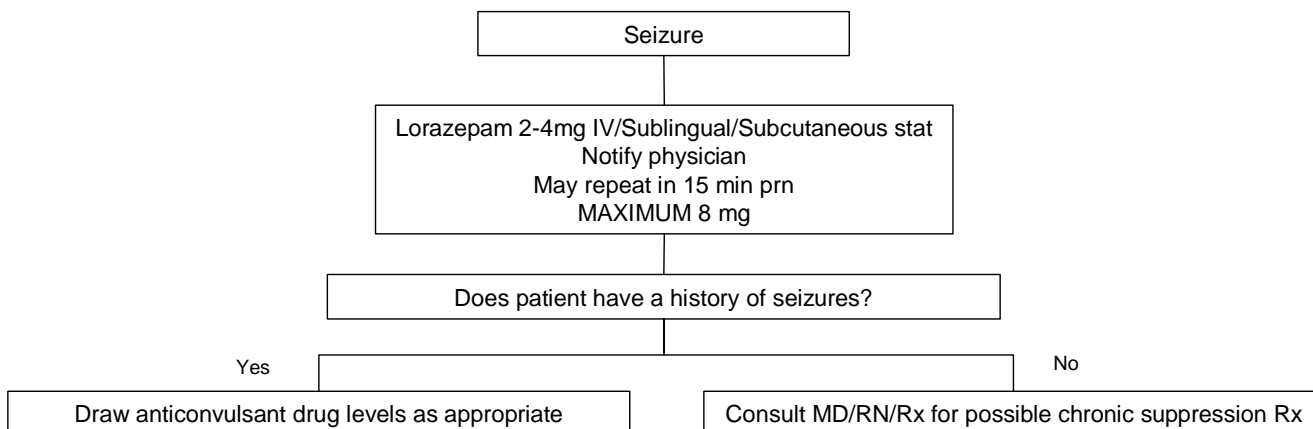 Seizure
Lorazepam 2-4mg IV/Sublingual/Subcutaneous stat
Notify physician
May repeat in 15 min prn
MAXIMUM 8 mg
Does patient have a history of seizures?
Yes
No
Draw anticonvulsant drug levels as appropriate
Consult MD/RN/Rx for possible chronic suppression Rx